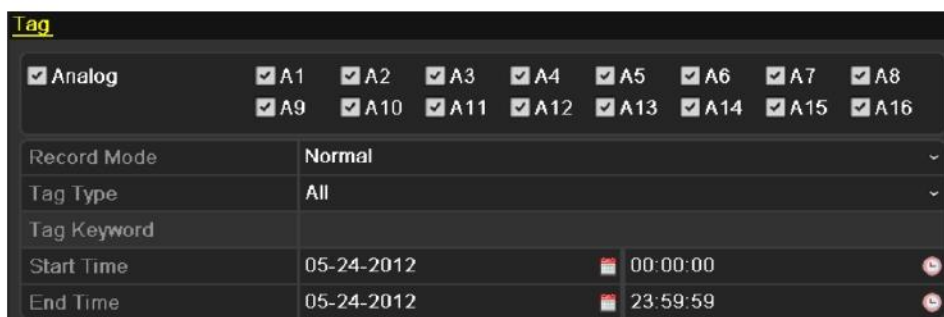 Tag
Analog A1 A2 A3 A4 A5 A6 A7 A8
A9 A10 A11 A12 A13 A14 A15 A16
Record Mode Normal
Tag Type All
Tag Keyword
Start Time 05-24-2012 00:00:00
End Time 05-24-2012 23:59:59